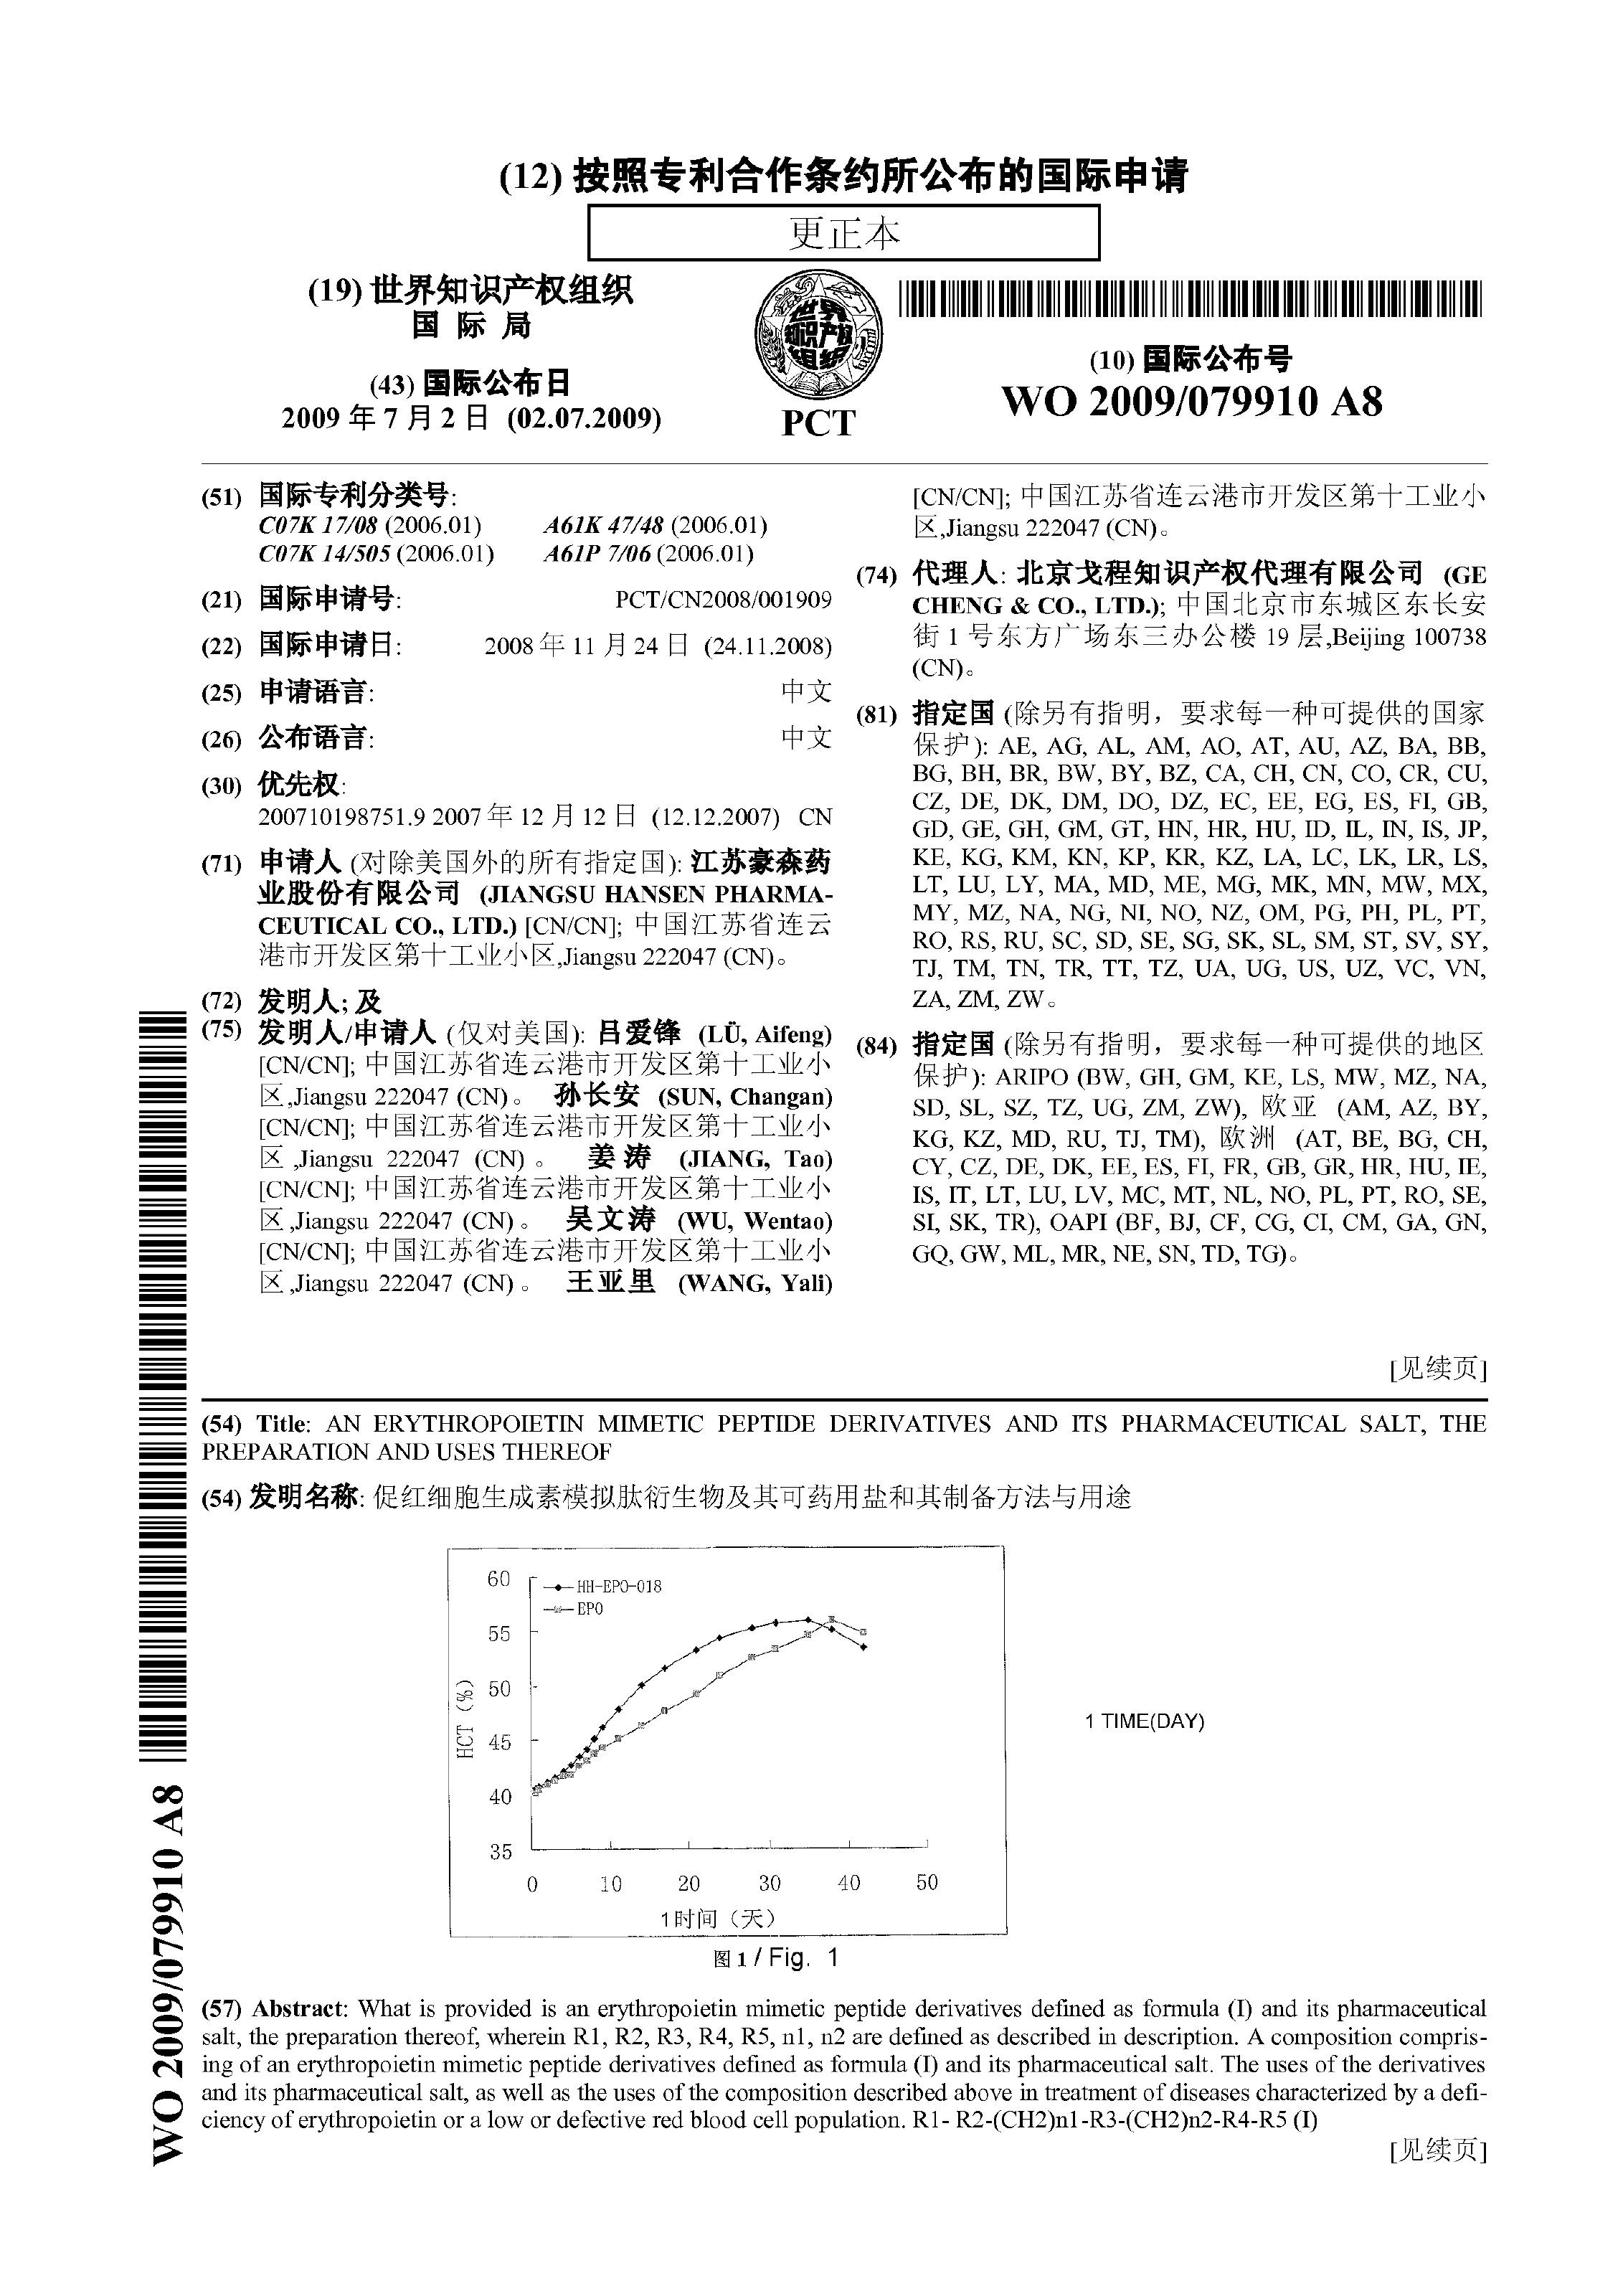 (12) 按照专利合作条约所公布的国际申请
更正本
(19) 世界知识产权组织
国 际 局
(43) 国际公布日
2009 年 7 月 2 日 (02.07.2009)
世界
知识产权
组织
PCT
(10) 国际公布号
WO 2009/079910 A8
(51) 国际专利分类号:
C07K 17/08 (2006.01) A61K 47/48 (2006.01)
C07K 14/505 (2006.01) A61P 7/06 (2006.01)
(21) 国际申请号: PCT/CN2008/001909
(22) 国际申请日: 2008 年 11 月 24 日 (24.11.2008)
(25) 申请语言: 中文
(26) 公布语言: 中文
(30) 优先权:
200710198751.9 2007 年 12 月 12 日 (12.12.2007) CN
(71) 申请人 (对除美国外的所有指定国): 江苏豪森药
业股份有限公司 (JIANGSU HANSEN PHARMA-
CEUTICAL CO., LTD.) [CN/CN]; 中国江苏省连云
港市开发区第十工业小区,Jiangsu 222047 (CN)。
(72) 发明人; 及
(75) 发明人/申请人 (仅对美国): 吕爱锋 (LÜ, Aifeng)
[CN/CN]; 中国江苏省连云港市开发区第十工业小
区,Jiangsu 222047 (CN)。 孙长安 (SUN, Changan)
[CN/CN]; 中国江苏省连云港市开发区第十工业小
区 ,Jiangsu 222047 (CN) 。 姜涛 (JIANG, Tao)
[CN/CN]; 中国江苏省连云港市开发区第十工业小
区,Jiangsu 222047 (CN)。 吴文涛 (WU, Wentao)
[CN/CN]; 中国江苏省连云港市开发区第十工业小
区,Jiangsu 222047 (CN)。 王亚里 (WANG, Yali)
[CN/CN]; 中国江苏省连云港市开发区第十工业小
区,Jiangsu 222047 (CN)。
(74) 代理人: 北京戈程知识产权代理有限公司 (GE
CHENG & CO., LTD.); 中国北京市东城区东长安
街 1 号东方广场东三办公楼 19 层,Beijing 100738
(CN)。
(81) 指定国 (除另有指明，要求每一种可提供的国家
保护): AE, AG, AL, AM, AO, AT, AU, AZ, BA, BB,
BG, BH, BR, BW, BY, BZ, CA, CH, CN, CO, CR, CU,
CZ, DE, DK, DM, DO, DZ, EC, EE, EG, ES, FI, GB,
GD, GE, GH, GM, GT, HN, HR, HU, ID, IL, IN, IS, JP,
KE, KG, KM, KN, KP, KR, KZ, LA, LC, LK, LR, LS,
LT, LU, LY, MA, MD, ME, MG, MK, MN, MW, MX,
MY, MZ, NA, NG, NI, NO, NZ, OM, PG, PH, PL, PT,
RO, RS, RU, SC, SD, SE, SG, SK, SL, SM, ST, SV, SY,
TJ, TM, TN, TR, TT, TZ, UA, UG, US, UZ, VC, VN,
ZA, ZM, ZW。
(84) 指定国 (除另有指明，要求每一种可提供的地区
保护): ARIPO (BW, GH, GM, KE, LS, MW, MZ, NA,
SD, SL, SZ, TZ, UG, ZM, ZW), 欧亚 (AM, AZ, BY,
KG, KZ, MD, RU, TJ, TM), 欧洲 (AT, BE, BG, CH,
CY, CZ, DE, DK, EE, ES, FI, FR, GB, GR, HR, HU, IE,
IS, IT, LT, LU, LV, MC, MT, NL, NO, PL, PT, RO, SE,
SI, SK, TR), OAPI (BF, BJ, CF, CG, CI, CM, GA, GN,
GQ, GW, ML, MR, NE, SN, TD, TG)。
[见续页]
(54) Title: AN ERYTHROPOIETIN MIMETIC PEPTIDE DERIVATIVES AND ITS PHARMACEUTICAL SALT, THE
PREPARATION AND USES THEREOF
(54) 发明名称: 促红细胞生成素模拟肽衍生物及其可药用盐和其制备方法与用途
HH-EPO-018
EPO
HCT (%)
60
55
50
45
40
35
0 10 20 30 40 50
1时间（天）
1 TIME(DAY)
图1 / Fig. 1
(57) Abstract: What is provided is an erythropoietin mimetic peptide derivatives defined as formula (I) and its pharmaceutical
salt, the preparation thereof, wherein R1, R2, R3, R4, R5, n1, n2 are defined as described in description. A composition compris-
ing of an erythropoietin mimetic peptide derivatives defined as formula (I) and its pharmaceutical salt. The uses of the derivatives
and its pharmaceutical salt, as well as the uses of the composition described above in treatment of diseases characterized by a defi-
ciency of erythropoietin or a low or defective red blood cell population. R1- R2-(CH2)n1-R3-(CH2)n2-R4-R5 (I)
[见续页]
WO 2009/079910 A8